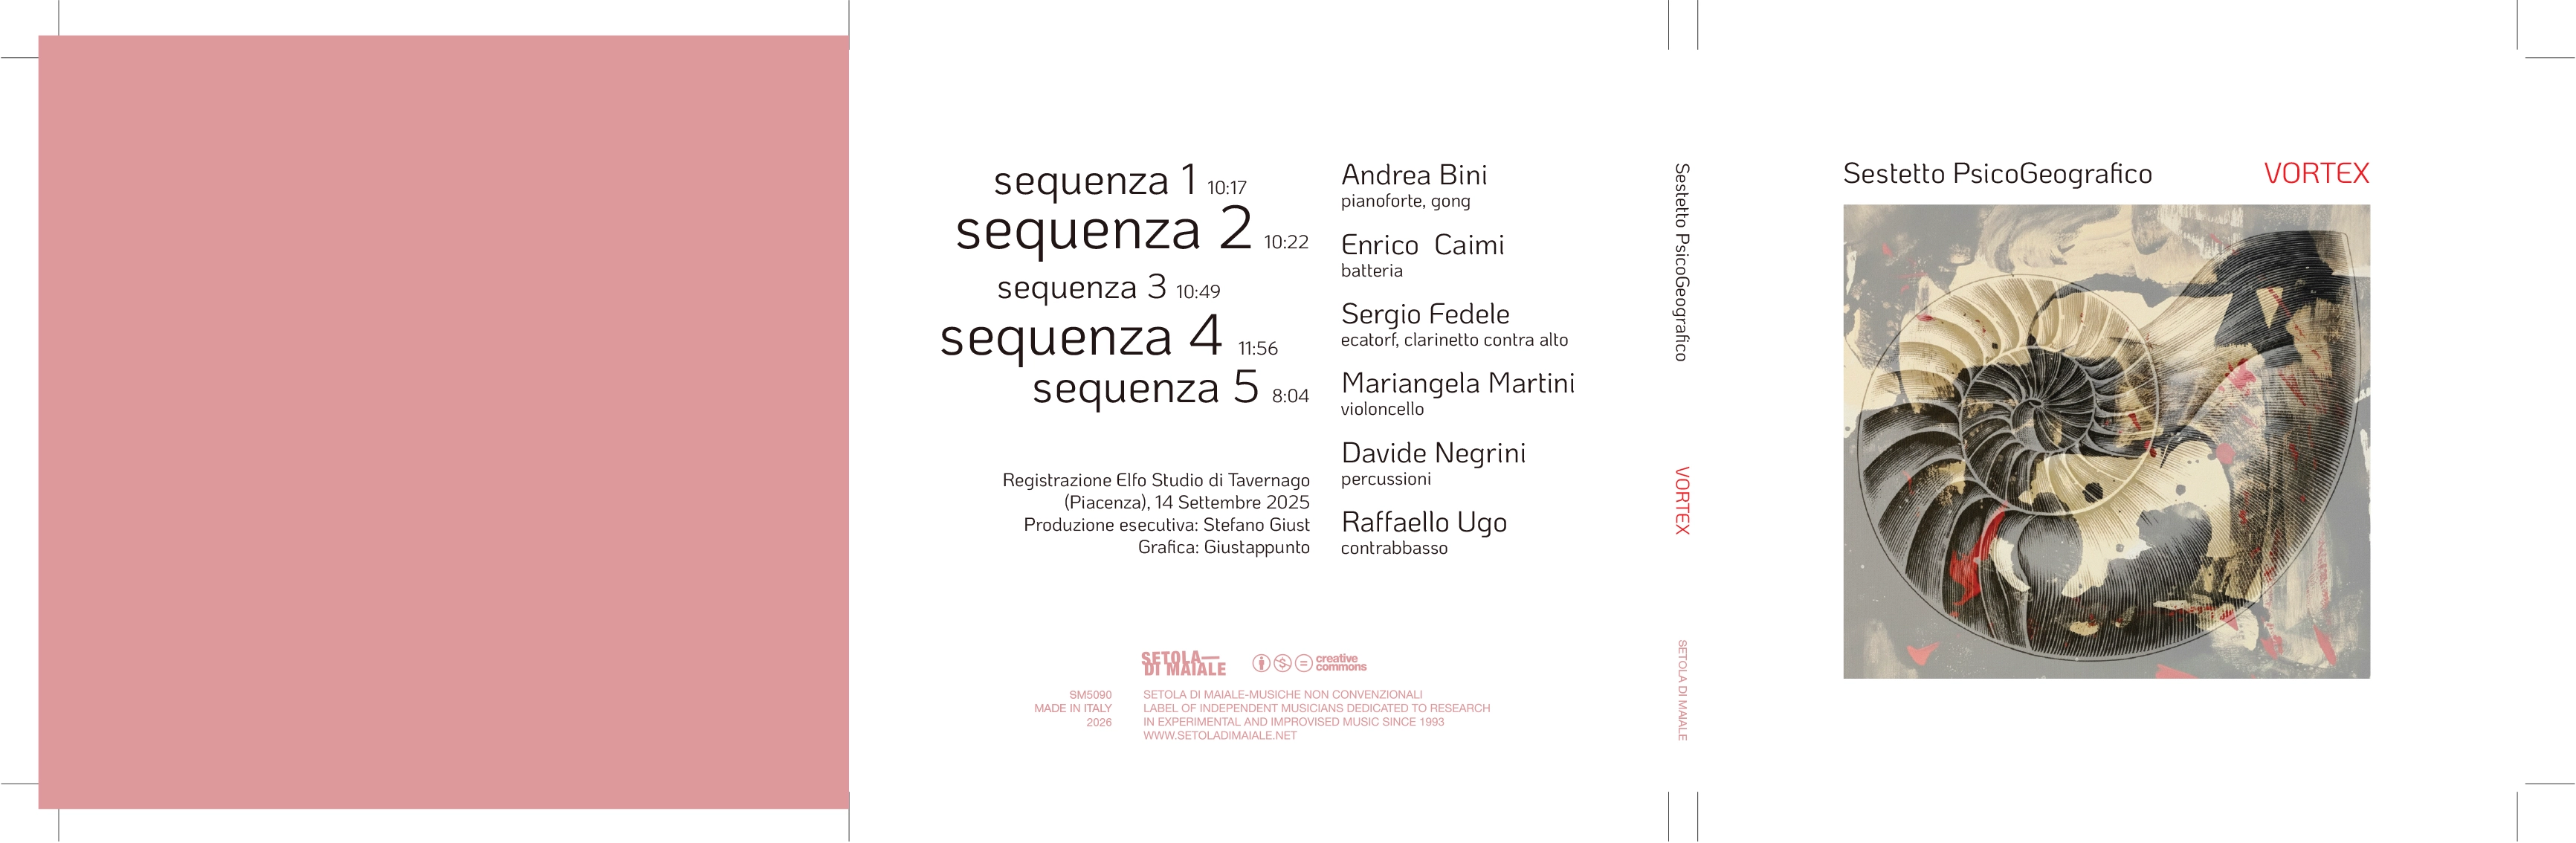 sequenza 1 10:17
sequenza 2 10:22
sequenza 3 10:49
sequenza 4 11:56
sequenza 5 8:04
Registrazione Elfo Studio di Tavernago
(Piacenza), 14 Settembre 2025
Produzione esecutiva: Stefano Giust
Grafica: Giustappunto
Andrea Bini
pianoforte, gong
Enrico  Caimi
batteria
Sergio Fedele
ecatorf, clarinetto contra alto
Mariangela Martini
violoncello
Davide Negrini
percussioni
Raffaello Ugo
contrabbasso
SETOLA—
DI MAIALE
creative
commons
SM5090
MADE IN ITALY
2026
SETOLA DI MAIALE-MUSICHE NON CONVENZIONALI
LABEL OF INDEPENDENT MUSICIANS DEDICATED TO RESEARCH
IN EXPERIMENTAL AND IMPROVISED MUSIC SINCE 1993
WWW.SETOLADIMAIALE.NET
Sestetto PsicoGeografico
VORTEX
SETOLA DI MAIALE
Sestetto PsicoGeografico
VORTEX